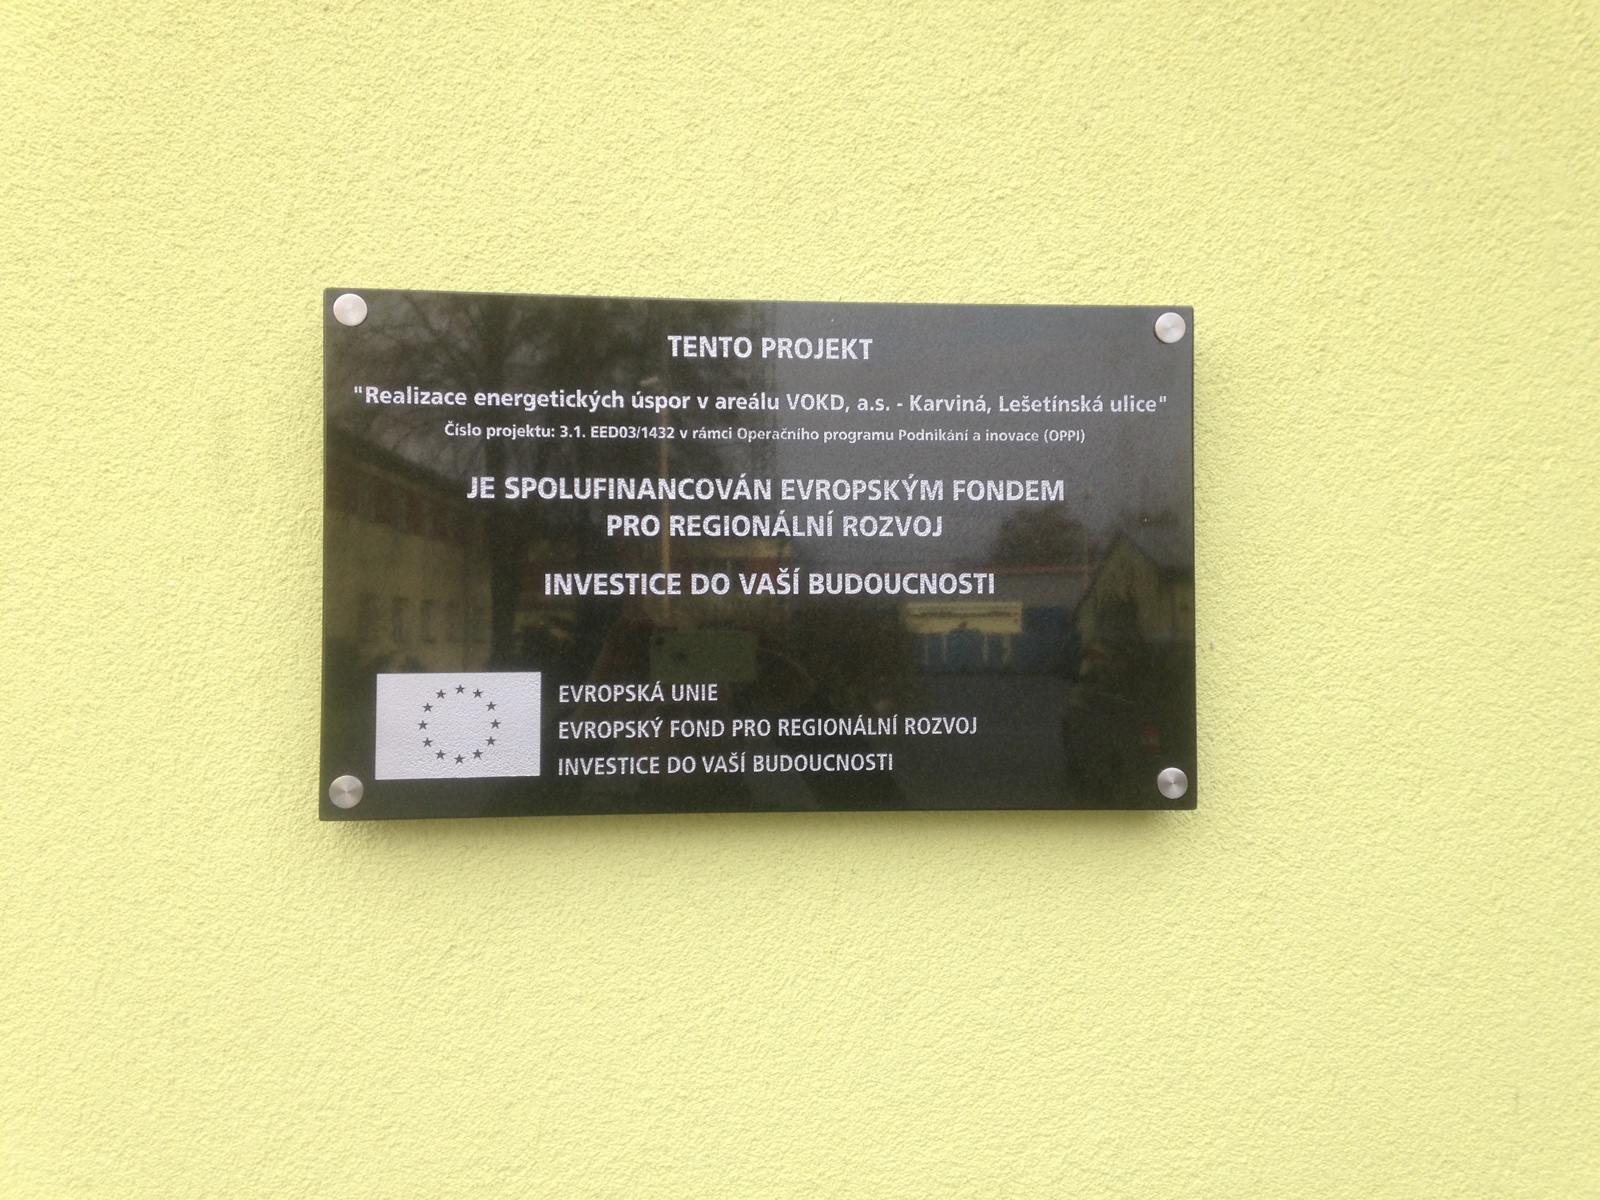 TENTO PROJEKT
"Realizace energetických úspor v areálu VOKD, a.s. - Karviná, Lešetínská ulice"
Číslo projektu: 3.1. EED03/1432 v rámci Operačního programu Podnikání a inovace (OPPI)
JE SPOLUFINANCOVÁN EVROPSKÝM FONDEM
PRO REGIONÁLNÍ ROZVOJ
INVESTICE DO VAŠÍ BUDOUCNOSTI
EVROPSKÁ UNIE
EVROPSKÝ FOND PRO REGIONÁLNÍ ROZVOJ
INVESTICE DO VAŠÍ BUDOUCNOSTI